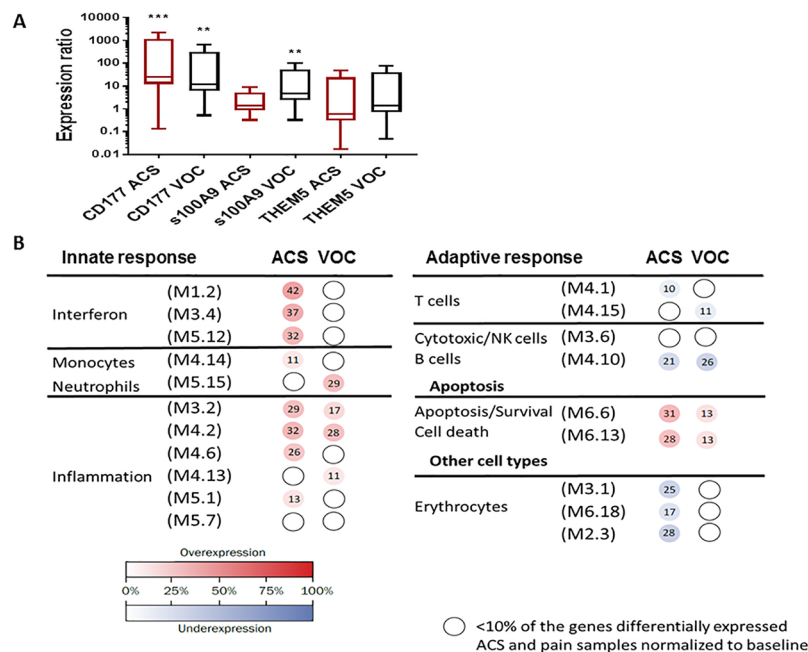 A
Expression ratio
10000
1000
100
10
1
0.1
0.01
***
**
**
CD177 ACS
CD177 VOC
s100A9 ACS
s100A9 VOC
THEM5 ACS
THEM5 VOC
B
Innate response ACS VOC
Interferon
(M1.2) 42
(M3.4) 37
(M5.12) 32
Monocytes (M4.14) 11
Neutrophils (M5.15) 29
Inflammation
(M3.2) 29 17
(M4.2) 32 28
(M4.6) 26
(M4.13) 11
(M5.1) 13
(M5.7)
Adaptive response ACS VOC
T cells
(M4.1) 10
(M4.15) 11
Cytotoxic/NK cells (M3.6)
B cells (M4.10) 21 26
Apoptosis
Apoptosis/Survival (M6.6) 31 13
Cell death (M6.13) 28 13
Other cell types
Erythrocytes
(M3.1) 25
(M6.18) 17
(M2.3) 28
Overexpression
0% 25% 50% 75% 100%
Underexpression
<10% of the genes differentially expressed
ACS and pain samples normalized to baseline